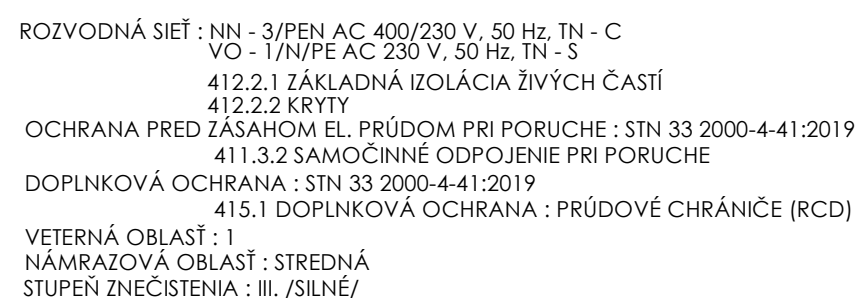 ROZVODNÁ SIEŤ : NN - 3/PEN AC 400/230 V, 50 Hz, TN - C
VO - 1/N/PE AC 230 V, 50 Hz, TN - S
412.2.1 ZÁKLADNÁ IZOLÁCIA ŽIVÝCH ČASTÍ
412.2.2 KRYTY
OCHRANA PRED ZÁSAHOM EL. PRÚDOM PRI PORUCHE : STN 33 2000-4-41:2019
411.3.2 SAMOČINNÉ ODPOJENIE PRI PORUCHE
DOPLNKOVÁ OCHRANA : STN 33 2000-4-41:2019
415.1 DOPLNKOVÁ OCHRANA : PRÚDOVÉ CHRÁNIČE (RCD)
VETERNÁ OBLASŤ : 1
NÁMRAZOVÁ OBLASŤ : STREDNÁ
STUPEŇ ZNEČISTENIA : III. /SILNÉ/